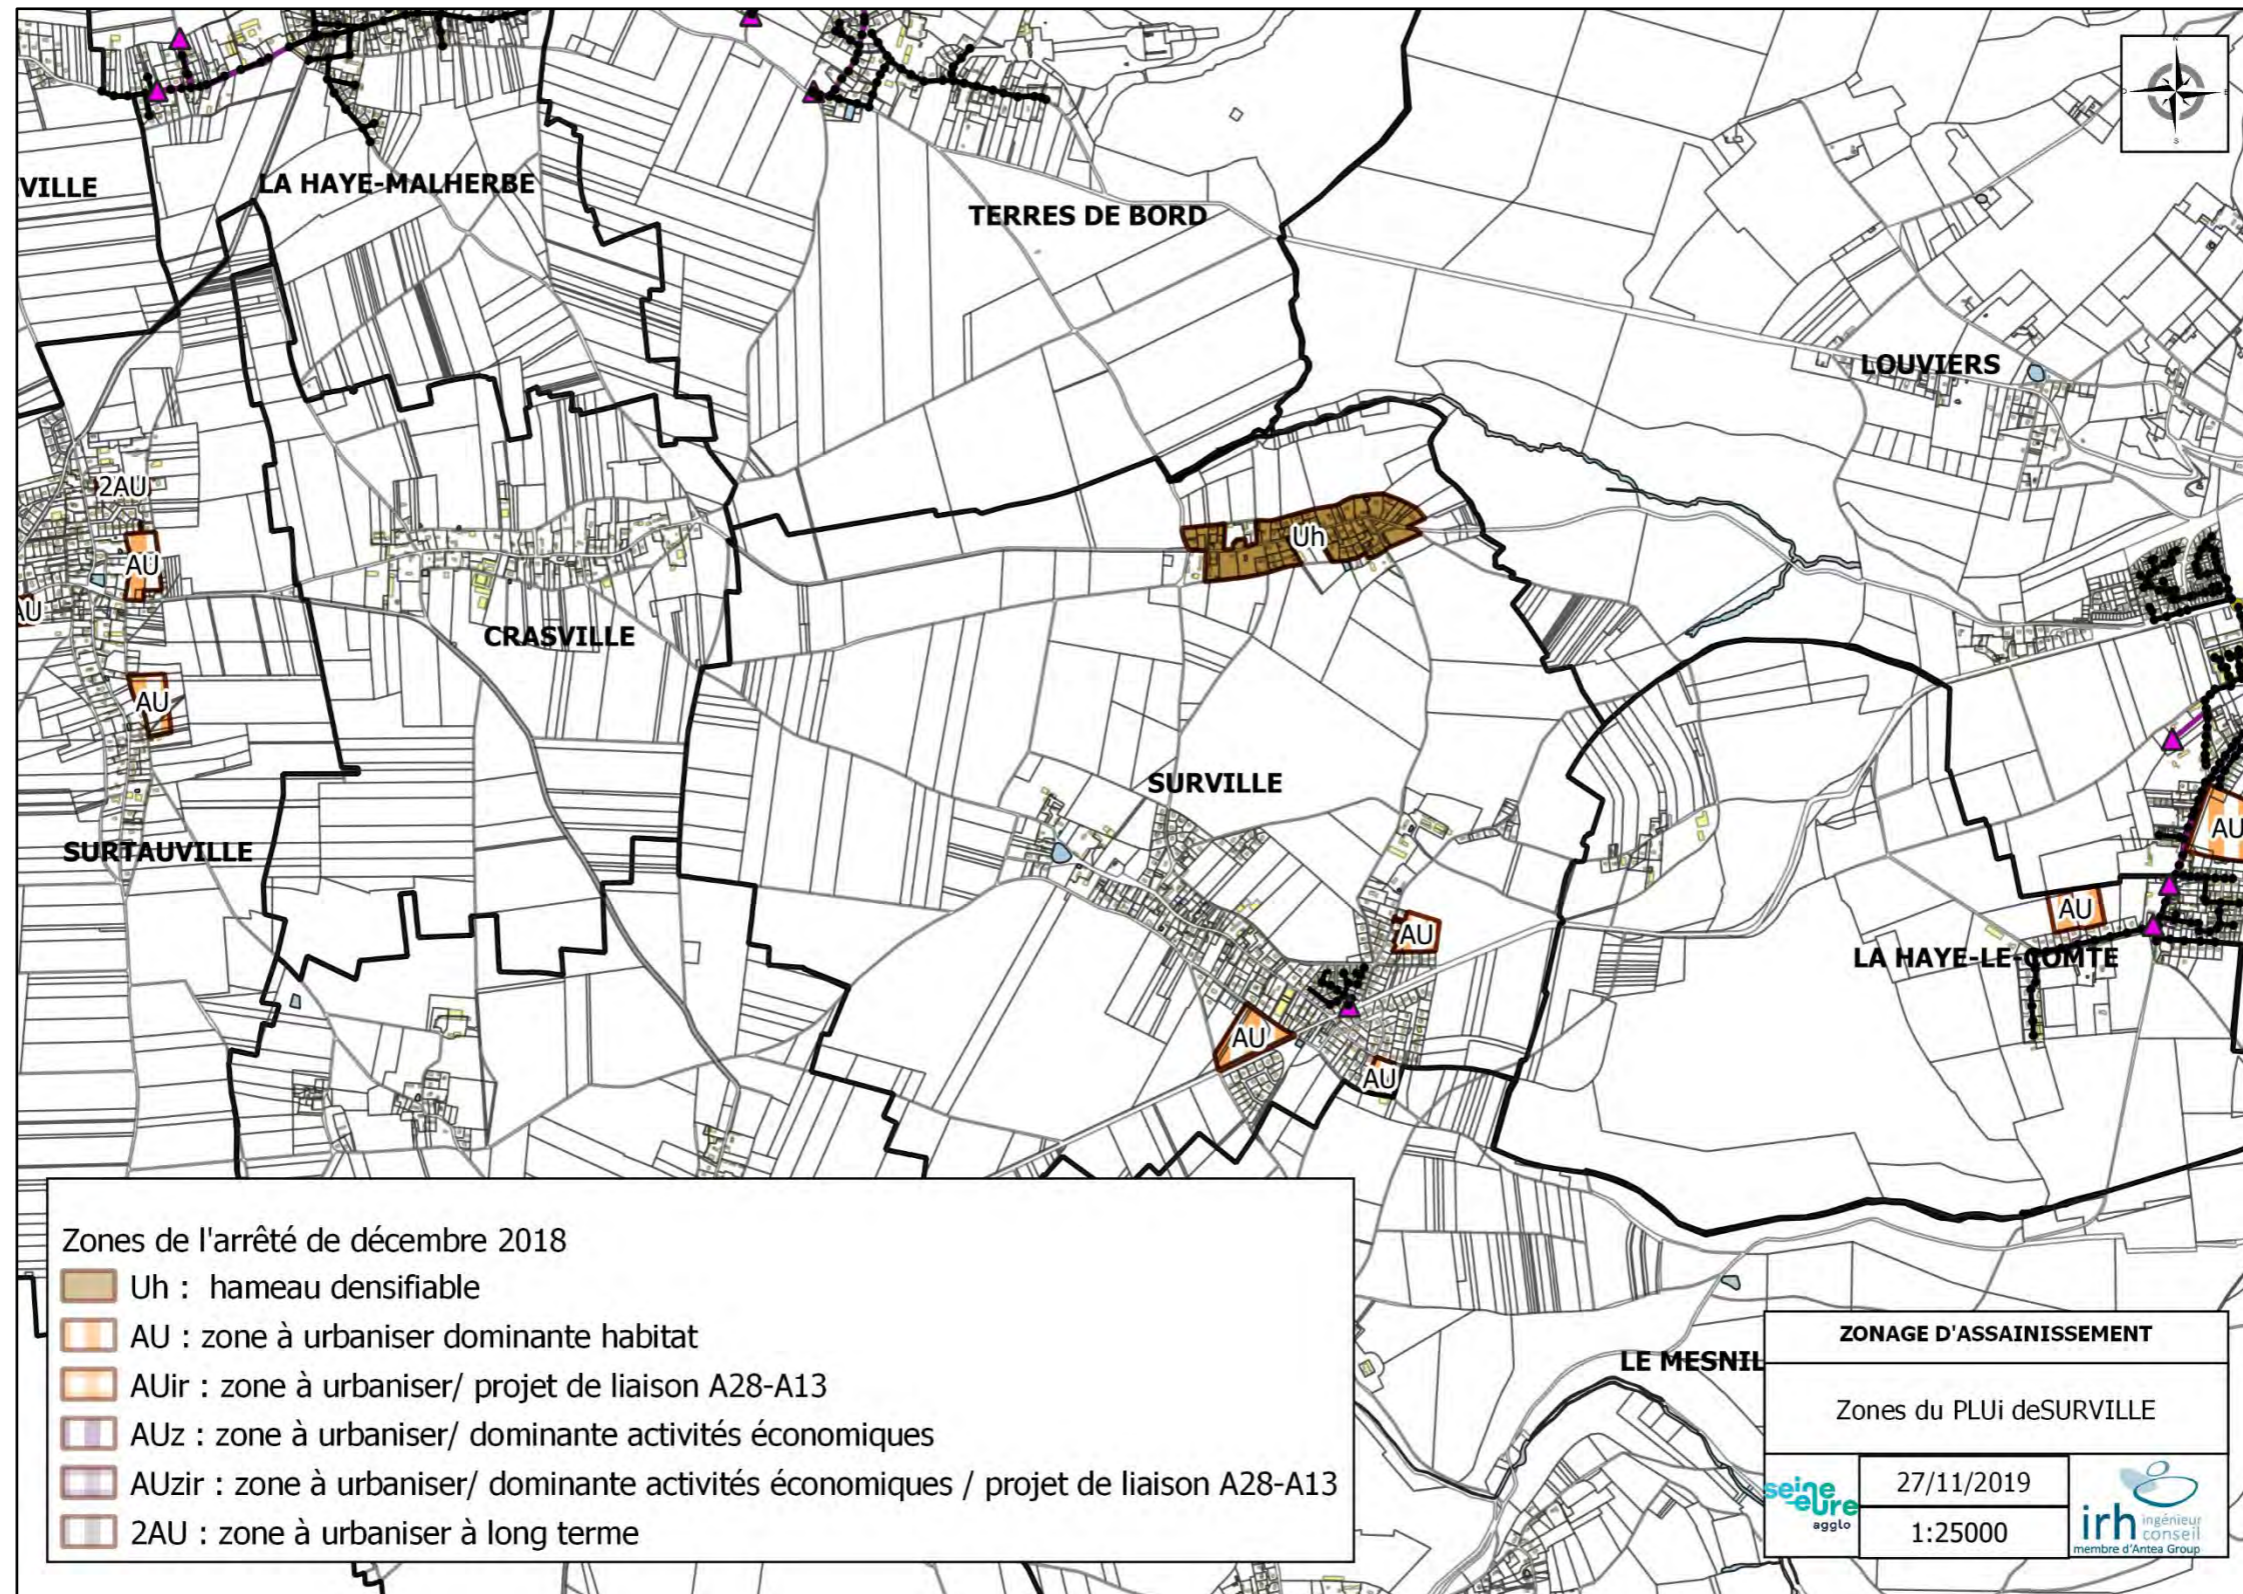 N
O
E
S
VILLE
LA HAYE-MALHERBE
TERRES DE BORD
LOUVIERS
2AU
AU
AU
Uh
CRASVILLE
AU
SURVILLE
SURTAUVILLE
AU
AU
AU
LA HAYE-LE-COMTE
AU
AU
LE MESNIL
Zones de l'arrêté de décembre 2018
Uh : hameau densifiable
AU : zone à urbaniser dominante habitat
AUir : zone à urbaniser/ projet de liaison A28-A13
AUz : zone à urbaniser/ dominante activités économiques
AUzir : zone à urbaniser/ dominante activités économiques / projet de liaison A28-A13
2AU : zone à urbaniser à long terme
ZONAGE D'ASSAINISSEMENT
Zones du PLUi deSURVILLE
seine
eure
agglo
27/11/2019
1:25000
irh ingénieur
conseil
membre d'Antea Group